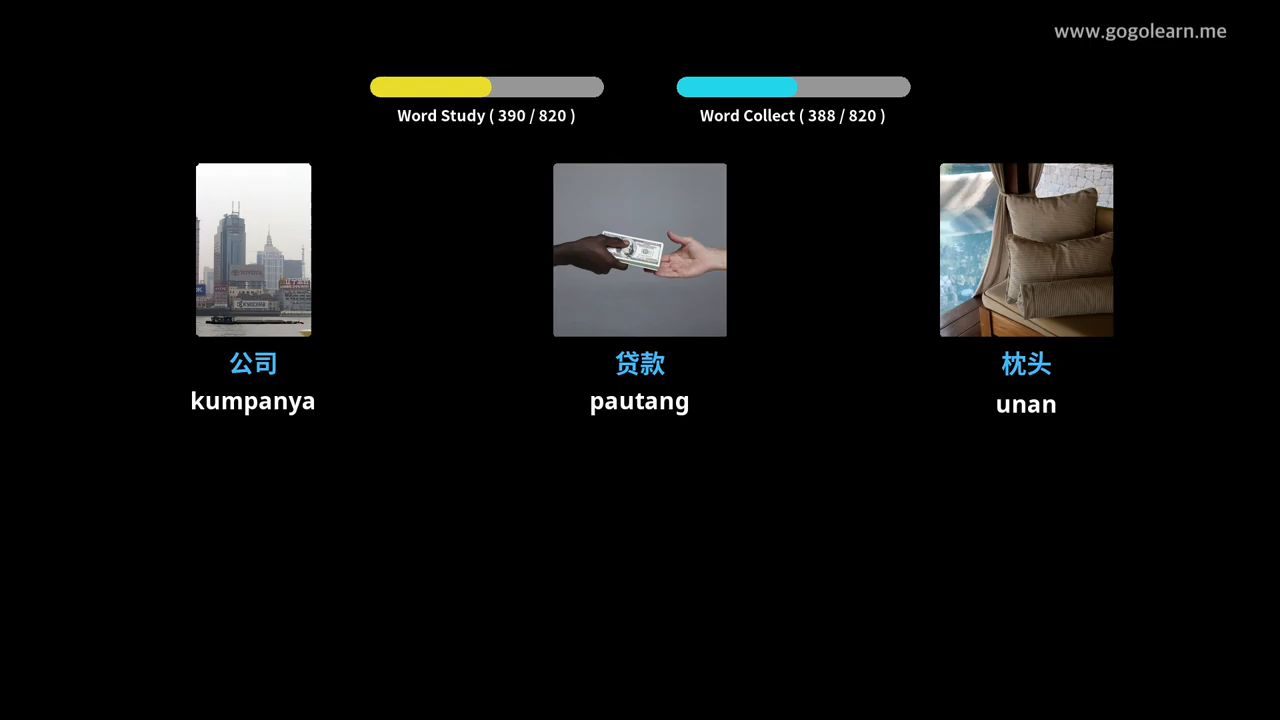 www.gogolearn.me
Word Study ( 390 / 820 )
Word Collect ( 388 / 820 )
TOYOTA
公司
贷款
枕头
kumpanya
pautang
unan